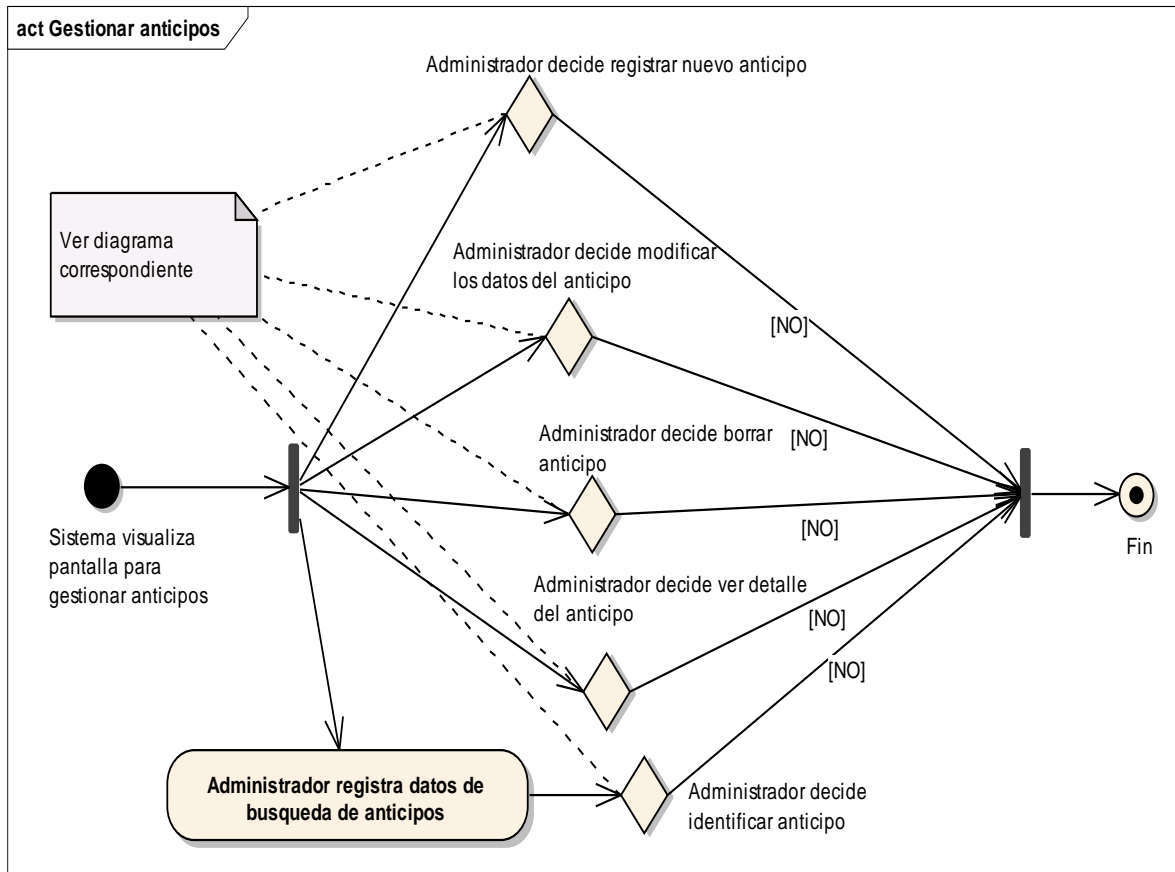 act Gestionar anticipos
Administrador decide registrar nuevo anticipo
Ver diagrama
correspondiente
Administrador decide modificar
los datos del anticipo
[NO]
[NO]
Administrador decide borrar
anticipo
[NO]
Sistema visualiza
pantalla para
gestionar anticipos
Fin
Administrador decide ver detalle
del anticipo
[NO]
[NO]
Administrador registra datos de
busqueda de anticipos
Administrador decide
identificar anticipo